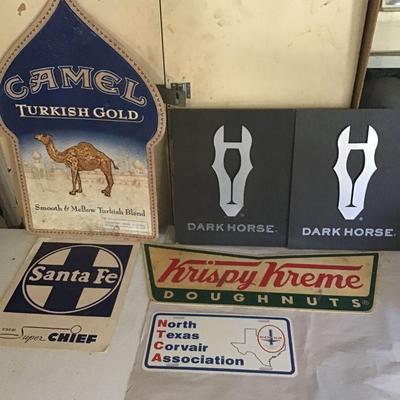 CAMEL
TURKISH GOLD
Smooth & Mellow Turkish Blend
DARK HORSE®
DARK HORSE®
Santa Fe
THE
Super CHIEF
Krispy Kreme
DOUGHNUTS®
North
Texas
Corvair
Association